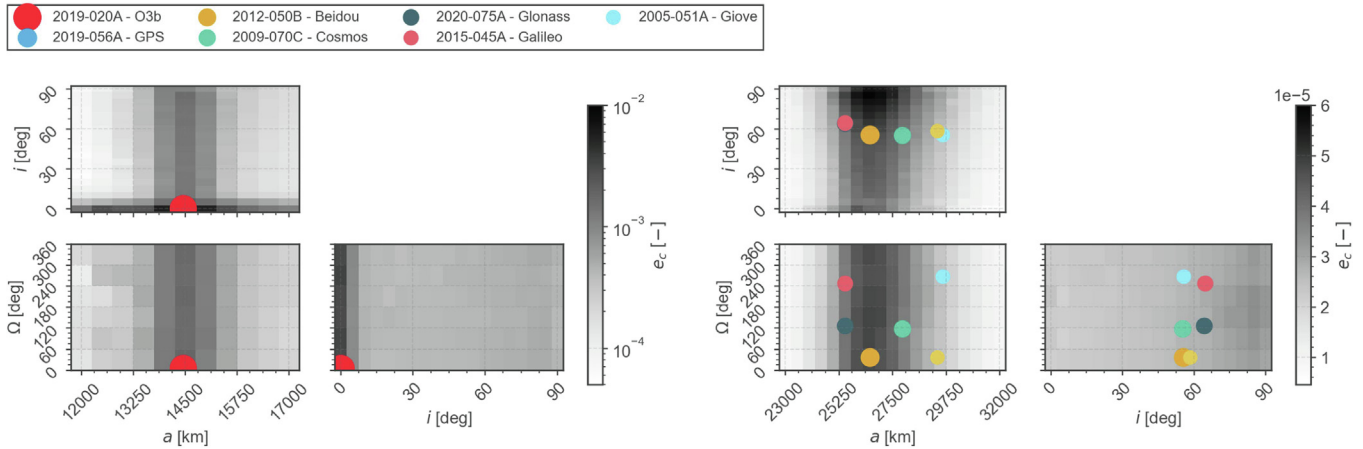 2019-020A - O3b 2012-050B - Beidou 2020-075A - Glonass 2005-051A - Giove
2019-056A - GPS 2009-070C - Cosmos 2015-045A - Galileo
i [deg]
90
60
30
0
10⁻²
10⁻³
10⁻⁴
e_c [−]
Ω [deg]
360
300
240
180
120
60
0
12000 13250 14500 15750 17000
a [km]
0 30 60 90
i [deg]
i [deg]
90
60
30
0
1e−5
6
5
4
3
2
1
e_c [−]
Ω [deg]
360
300
240
180
120
60
0
23000 25250 27500 29750 32000
a [km]
0 30 60 90
i [deg]